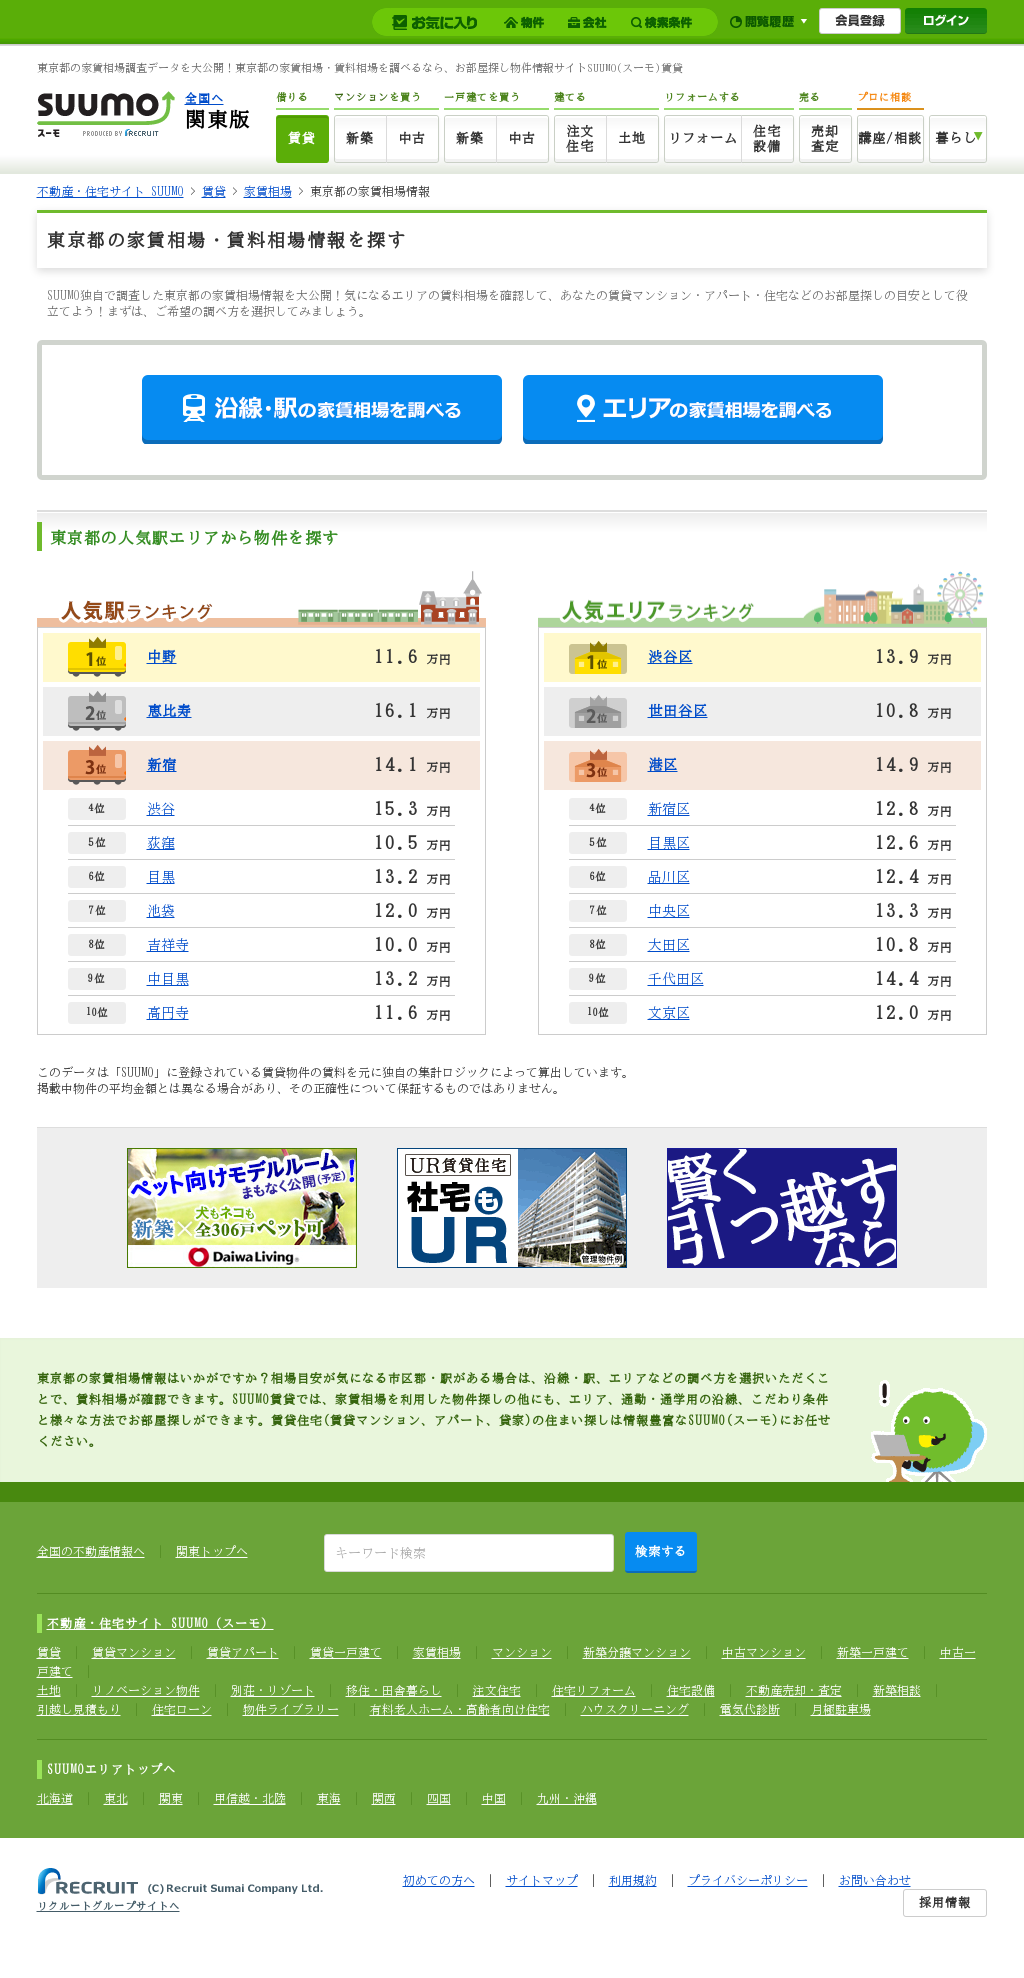 お気に入り 物件 会社 検索条件 閲覧履歴 会員登録 ログイン
東京都の家賃相場調査データを大公開！東京都の家賃相場・賃料相場を調べるなら、お部屋探し物件情報サイトSUUMO(スーモ)賃貸
SUUMO 全国へ
関東版
スーモ PRODUCED BY RECRUIT
借りる マンションを買う 一戸建てを買う 建てる リフォームする 売る プロに相談
賃貸 新築 中古 新築 中古 注文住宅 土地 リフォーム 住宅設備 売却査定 講座/相談 暮らし
不動産・住宅サイト SUUMO > 賃貸 > 家賃相場 > 東京都の家賃相場情報
東京都の家賃相場・賃料相場情報を探す
SUUMO独自で調査した東京都の家賃相場情報を大公開！気になるエリアの賃料相場を確認して、あなたの賃貸マンション・アパート・住宅などのお部屋探しの目安として役
立てよう！まずは、ご希望の調べ方を選択してみましょう。
沿線・駅の家賃相場を調べる
エリアの家賃相場を調べる
東京都の人気駅エリアから物件を探す
人気駅ランキング
1位 中野 11.6 万円
2位 恵比寿 16.1 万円
3位 新宿 14.1 万円
4位 渋谷 15.3 万円
5位 荻窪 10.5 万円
6位 目黒 13.2 万円
7位 池袋 12.0 万円
8位 吉祥寺 10.0 万円
9位 中目黒 13.2 万円
10位 高円寺 11.6 万円
人気エリアランキング
1位 渋谷区 13.9 万円
2位 世田谷区 10.8 万円
3位 港区 14.9 万円
4位 新宿区 12.8 万円
5位 目黒区 12.6 万円
6位 品川区 12.4 万円
7位 中央区 13.3 万円
8位 大田区 10.8 万円
9位 千代田区 14.4 万円
10位 文京区 12.0 万円
このデータは「SUUMO」に登録されている賃貸物件の賃料を元に独自の集計ロジックによって算出しています。
掲載中物件の平均金額とは異なる場合があり、その正確性について保証するものではありません。
ペット向けモデルルーム
まもなく公開(予定)！
犬もネコも
新築×全306戸ペット可
DaiwaLiving®
UR賃貸住宅
社宅も
UR
管理物件例
賢く
引っ越す
なら
東京都の家賃相場情報はいかがですか？相場目安が気になる市区郡・駅がある場合は、沿線・駅、エリアなどの調べ方を選択いただくこ
とで、賃料相場が確認できます。SUUMO賃貸では、家賃相場を利用した物件探しの他にも、エリア、通勤・通学用の沿線、こだわり条件
と様々な方法でお部屋探しができます。賃貸住宅(賃貸マンション、アパート、貸家)の住まい探しは情報豊富なSUUMO(スーモ)にお任せ
ください。
全国の不動産情報へ 関東トップへ キーワード検索 検索する
不動産・住宅サイト SUUMO（スーモ）
賃貸 賃貸マンション 賃貸アパート 賃貸一戸建て 家賃相場 マンション 新築分譲マンション 中古マンション 新築一戸建て 中古一
戸建て
土地 リノベーション物件 別荘・リゾート 移住・田舎暮らし 注文住宅 住宅リフォーム 住宅設備 不動産売却・査定 新築相談
引越し見積もり 住宅ローン 物件ライブラリー 有料老人ホーム・高齢者向け住宅 ハウスクリーニング 電気代診断 月極駐車場
SUUMOエリアトップへ
北海道 東北 関東 甲信越・北陸 東海 関西 四国 中国 九州・沖縄
RECRUIT (C)Recruit Sumai Company Ltd.
リクルートグループサイトへ
初めての方へ | サイトマップ | 利用規約 | プライバシーポリシー | お問い合わせ
採用情報